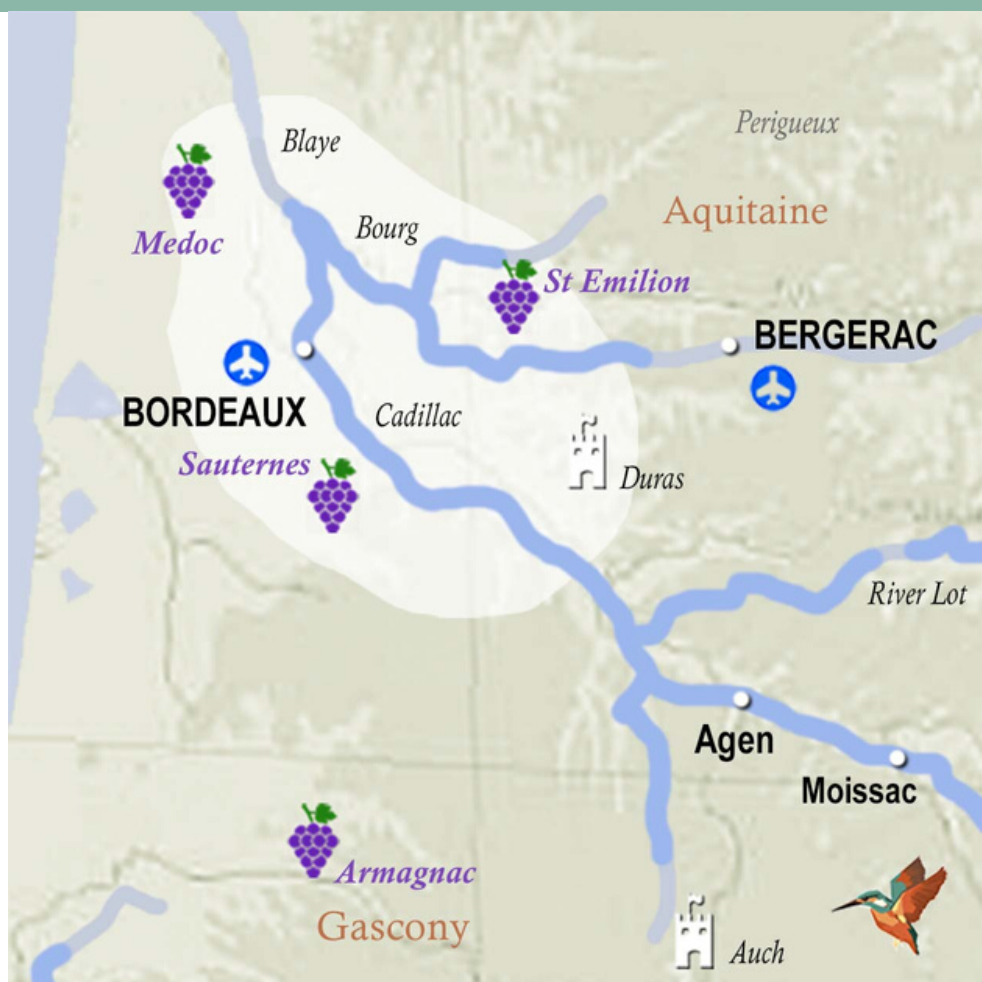 Perigueux
Blaye
Aquitaine
Bourg
Medoc
St Emilion
BERGERAC
BORDEAUX
Cadillac
Sauternes
Duras
River Lot
Agen
Moissac
Armagnac
Gascony
Auch